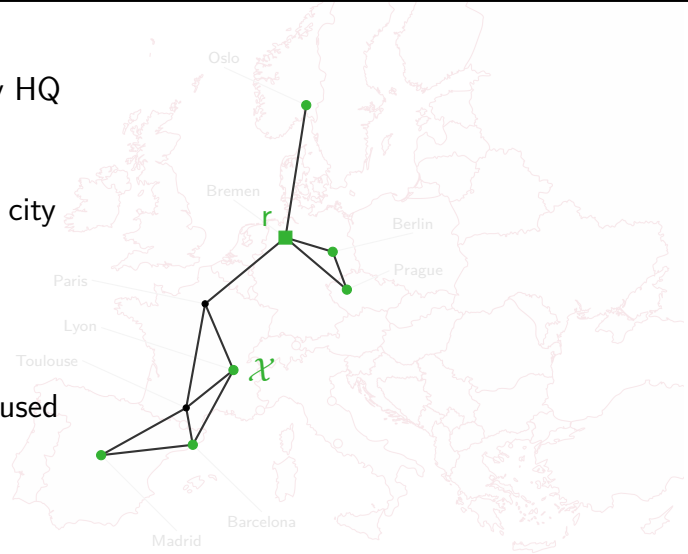 Oslo
y HQ
Bremen
city
r
Berlin
Prague
Paris
Lyon
𝒳
Toulouse
used
Barcelona
Madrid